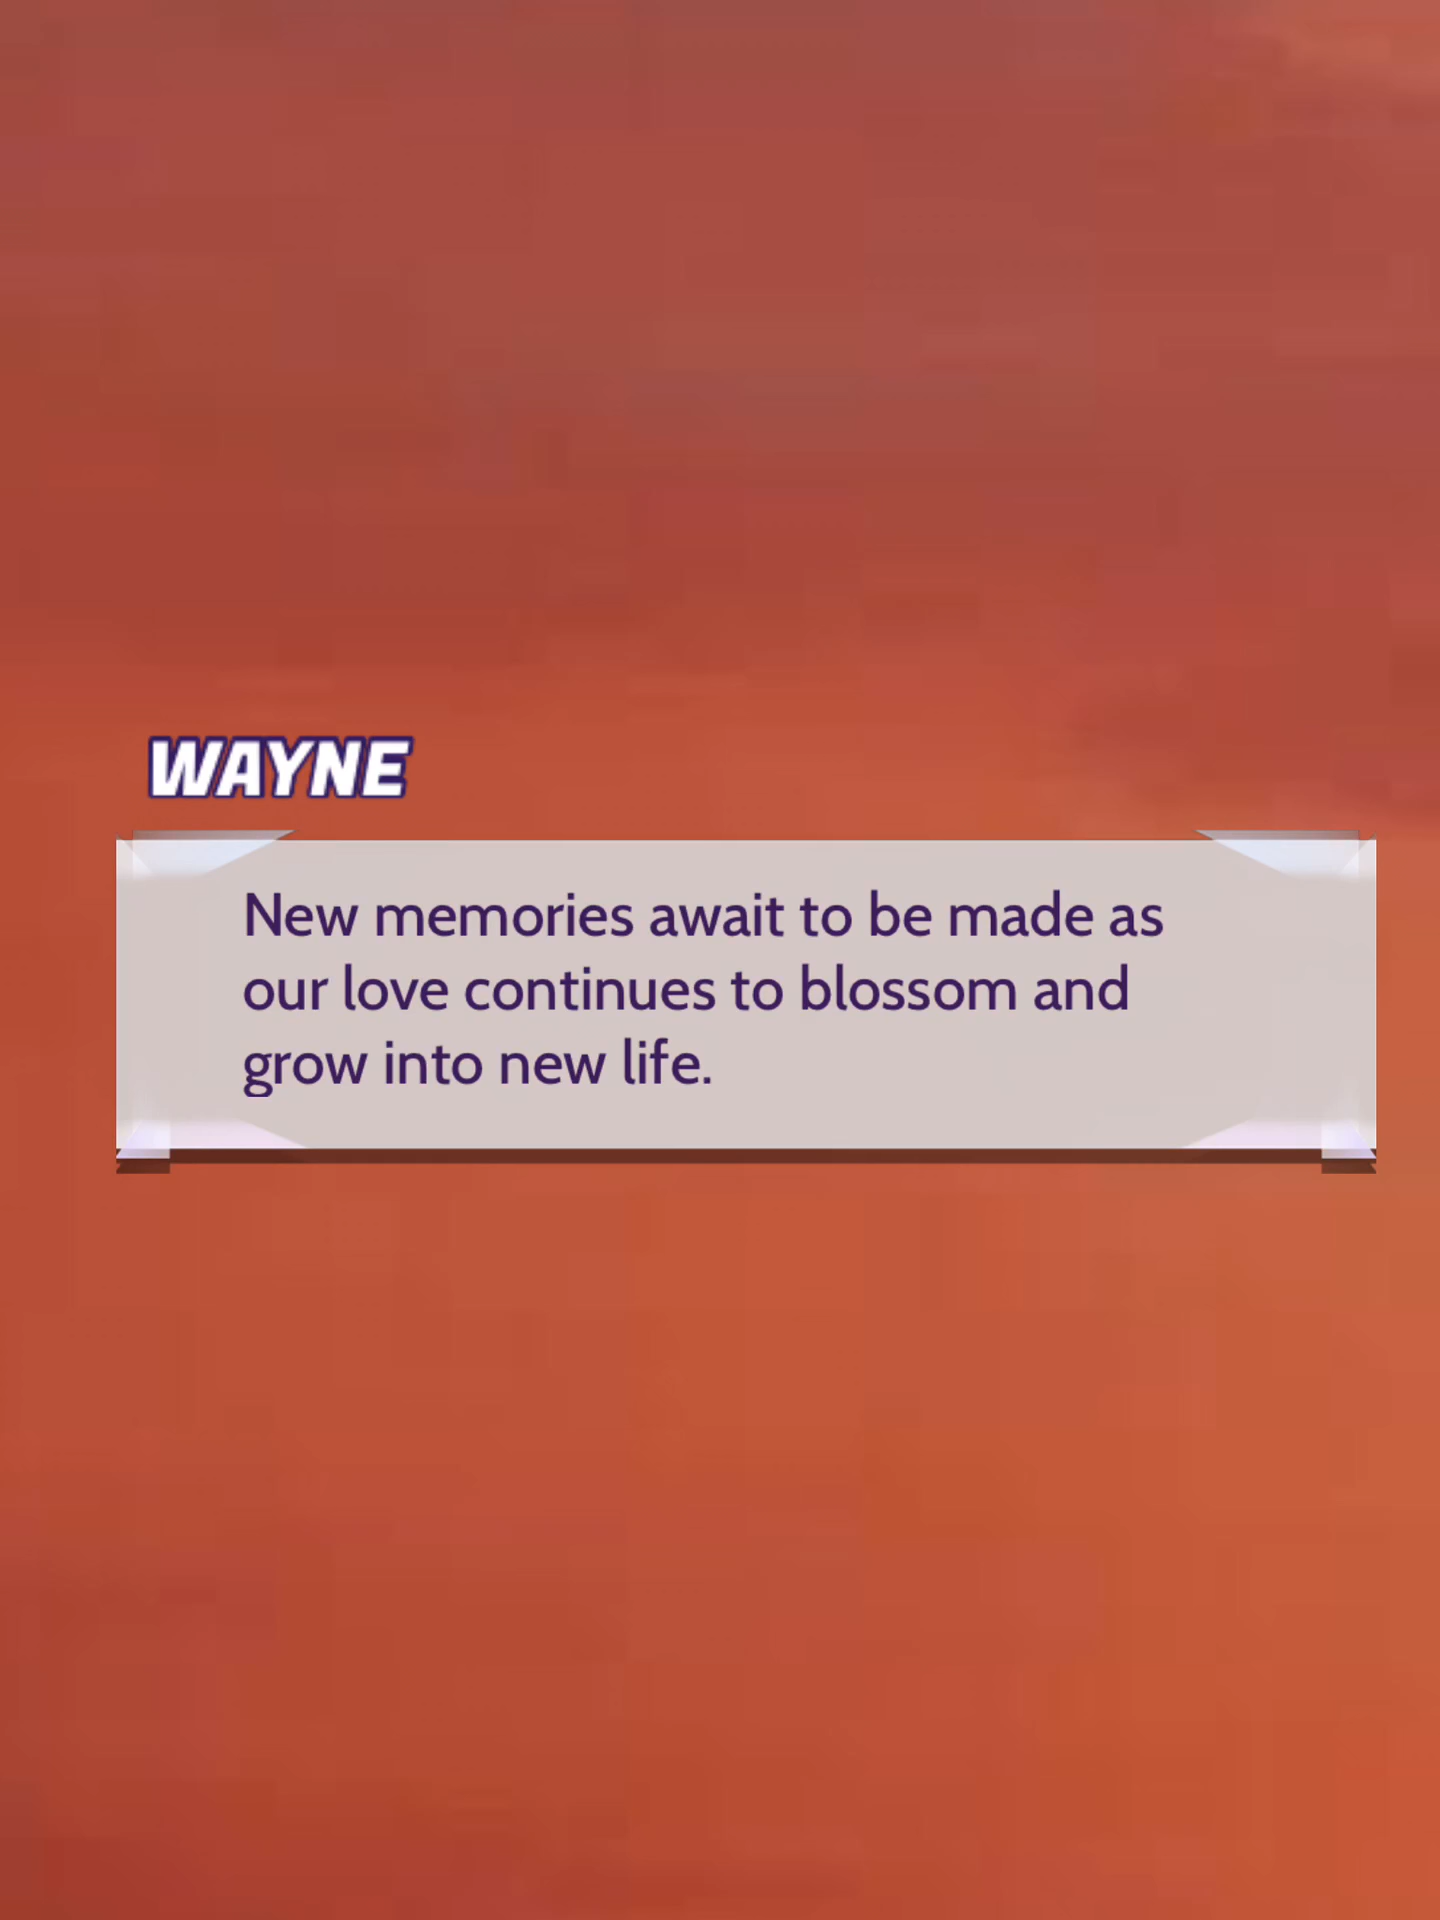 WAYNE
New memories await to be made as
our love continues to blossom and
grow into new life.